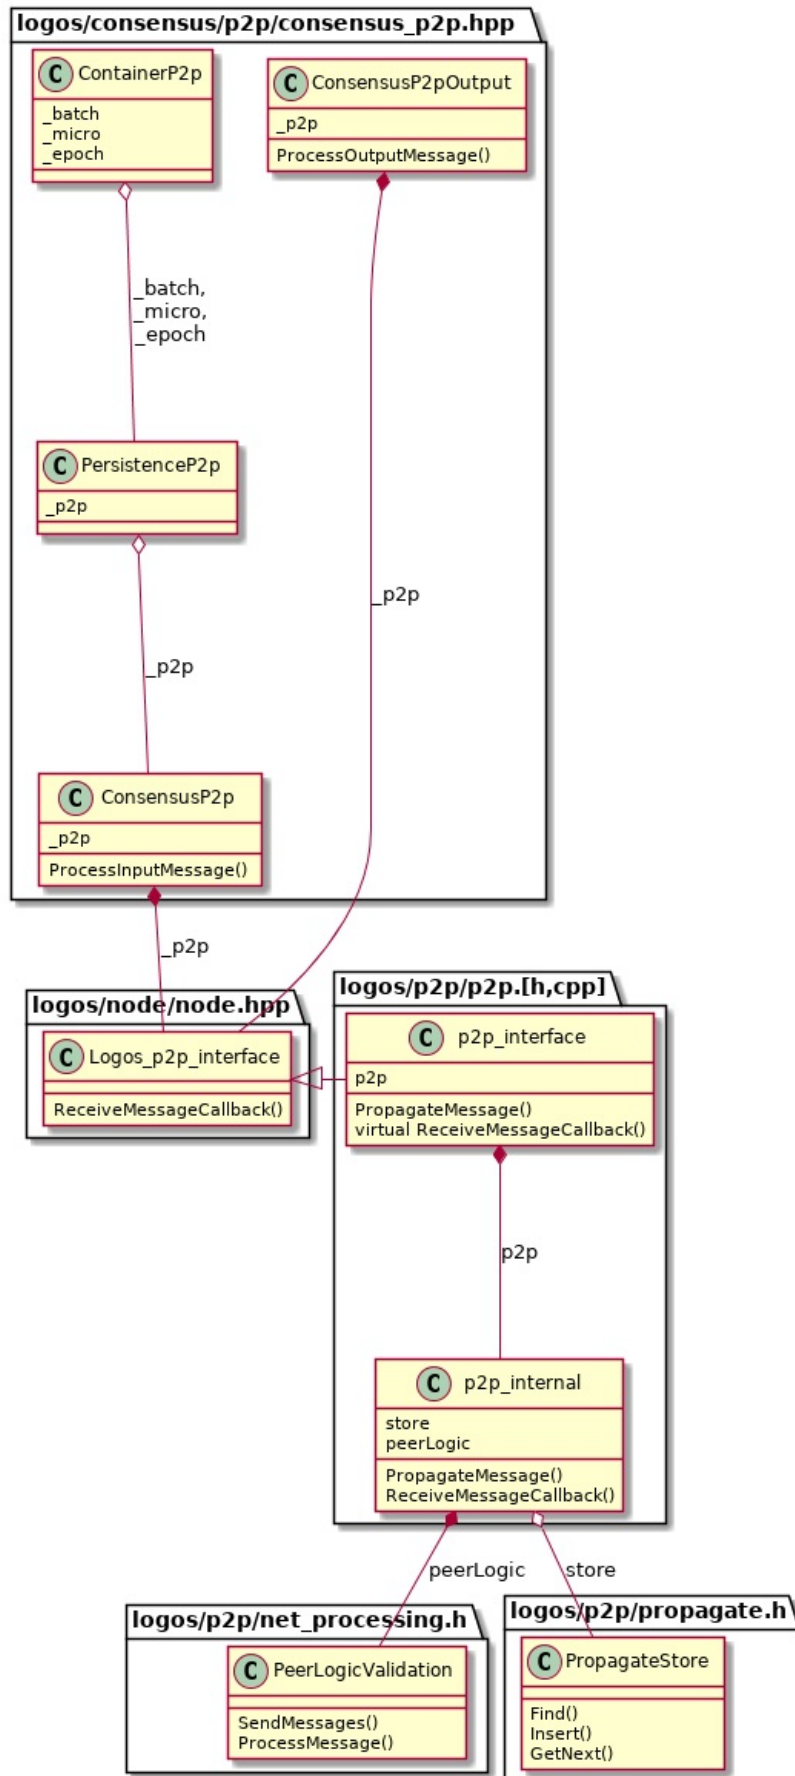 logos/consensus/p2p/consensus_p2p.hpp
C ContainerP2p
_batch
_micro
_epoch
C ConsensusP2pOutput
_p2p
ProcessOutputMessage()
_batch,
_micro,
_epoch
C PersistenceP2p
_p2p
_p2p
_p2p
C ConsensusP2p
_p2p
ProcessInputMessage()
_p2p
logos/node/node.hpp
C Logos_p2p_interface
ReceiveMessageCallback()
logos/p2p/p2p.[h,cpp]
C p2p_interface
p2p
PropagateMessage()
virtual ReceiveMessageCallback()
p2p
C p2p_internal
store
peerLogic
PropagateMessage()
ReceiveMessageCallback()
peerLogic
store
logos/p2p/net_processing.h
C PeerLogicValidation
SendMessages()
ProcessMessage()
logos/p2p/propagate.h
C PropagateStore
Find()
Insert()
GetNext()